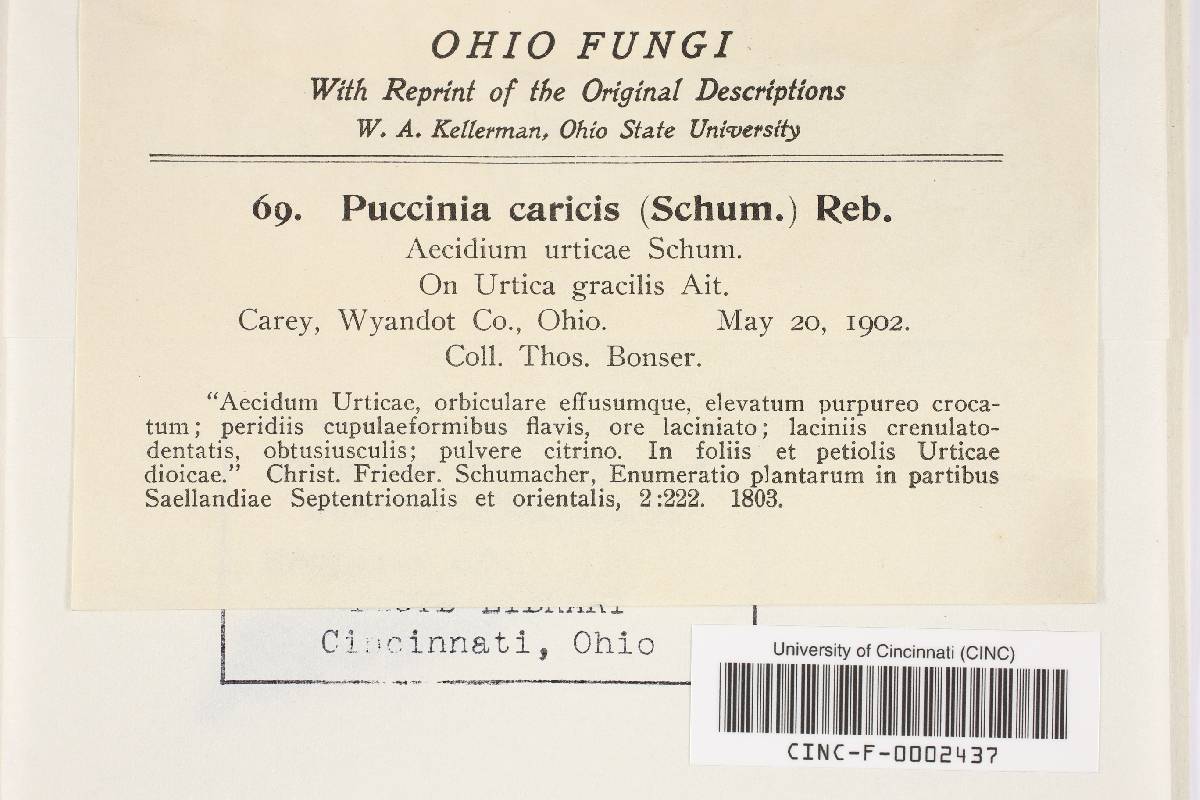 OHIO FUNGI
With Reprint of the Original Descriptions
W. A. Kellerman, Ohio State University
69. Puccinia caricis (Schum.) Reb.
Aecidium urticae Schum.
On Urtica gracilis Ait.
Carey, Wyandot Co., Ohio. May 20, 1902.
Coll. Thos. Bonser.
“Aecidum Urticae, orbiculare effusumque, elevatum purpureo croca-
tum; peridiis cupulaeformibus flavis, ore laciniato; laciniis crenulato-
dentatis, obtusiusculis; pulvere citrino. In foliis et petiolis Urticae
dioicae.” Christ. Frieder. Schumacher, Enumeratio plantarum in partibus
Saellandiae Septentrionalis et orientalis, 2:222. 1803.
LIBRARY
Cincinnati, Ohio
University of Cincinnati (CINC)
CINC-F-0002437